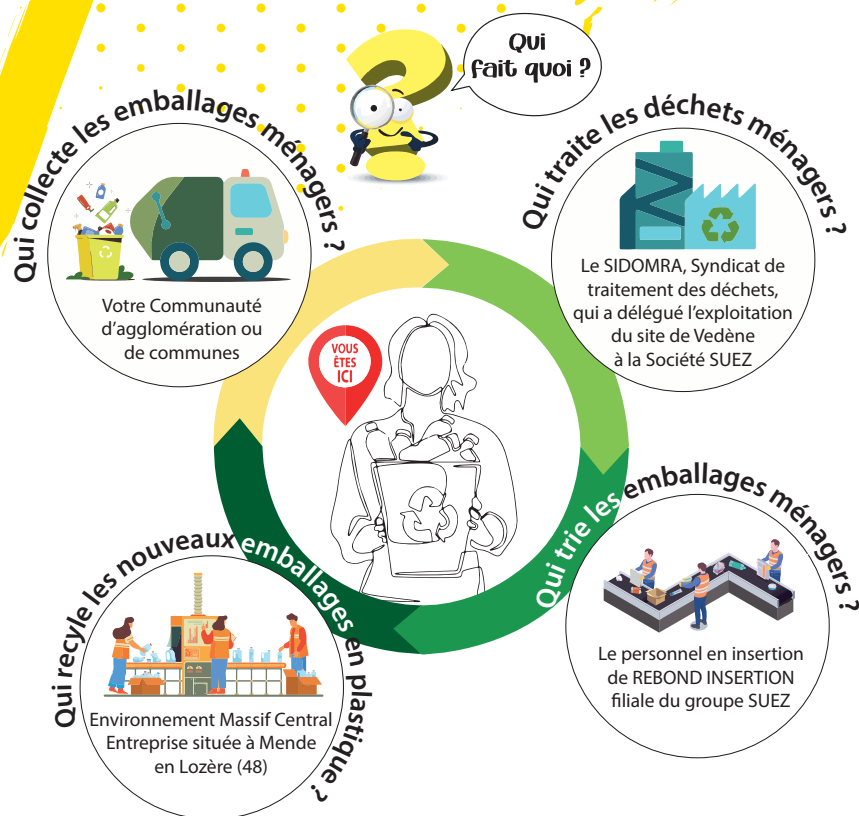 Qui
fait quoi ?
Qui collecte les emballages ménagers ?
Votre Communauté
d'agglomération ou
de communes
Qui traite les déchets ménagers ?
Le SIDOMRA, Syndicat de
traitement des déchets,
qui a délégué l'exploitation
du site de Vedène
à la Société SUEZ
VOUS
ÊTES
ICI
Qui trie les emballages ménagers ?
Le personnel en insertion
de REBOND INSERTION
filiale du groupe SUEZ
Qui recyle les nouveaux emballages en plastique ?
Environnement Massif Central
Entreprise située à Mende
en Lozère (48)